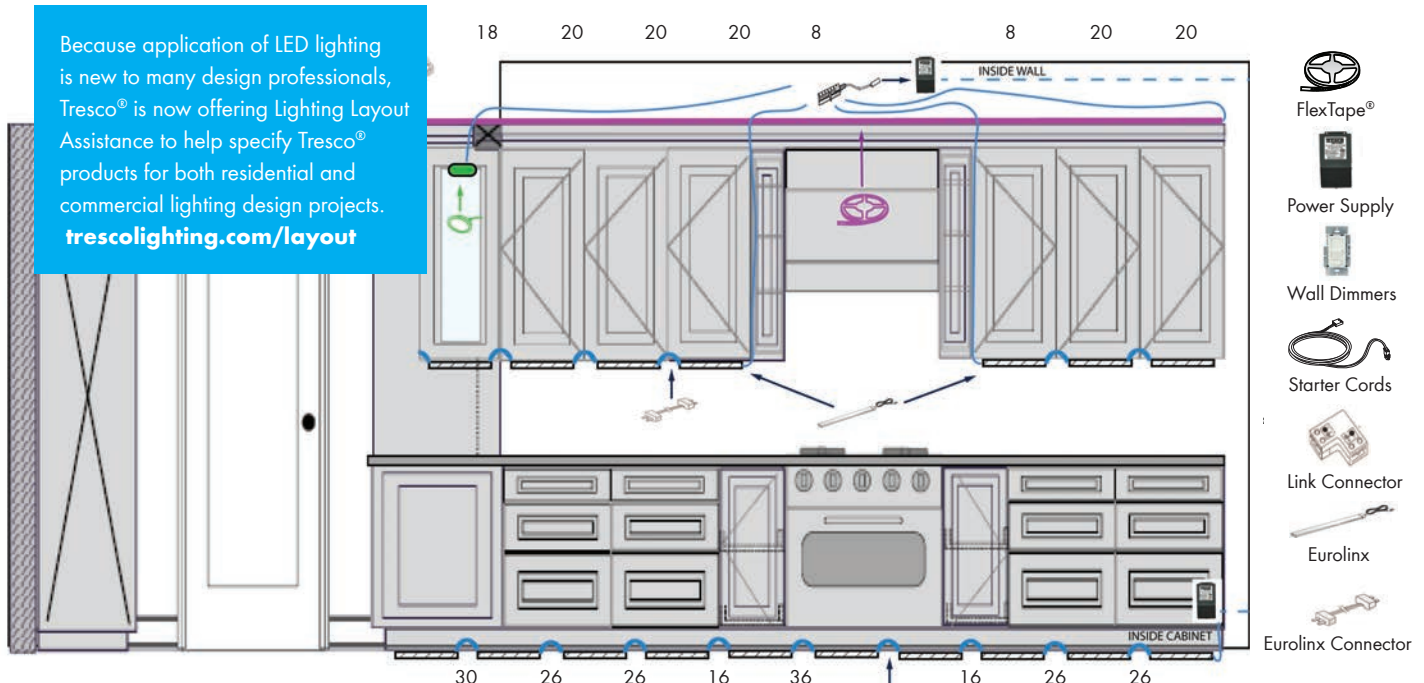 Because application of LED lighting
is new to many design professionals,
Tresco® is now offering Lighting Layout
Assistance to help specify Tresco®
products for both residential and
commercial lighting design projects.
trescolighting.com/layout
18 20 20 20 8 8 20 20
INSIDE WALL
FlexTape®
Power Supply
Wall Dimmers
Starter Cords
Link Connector
Eurolinx
Eurolinx Connector
INSIDE CABINET
30 26 26 16 36 16 26 26